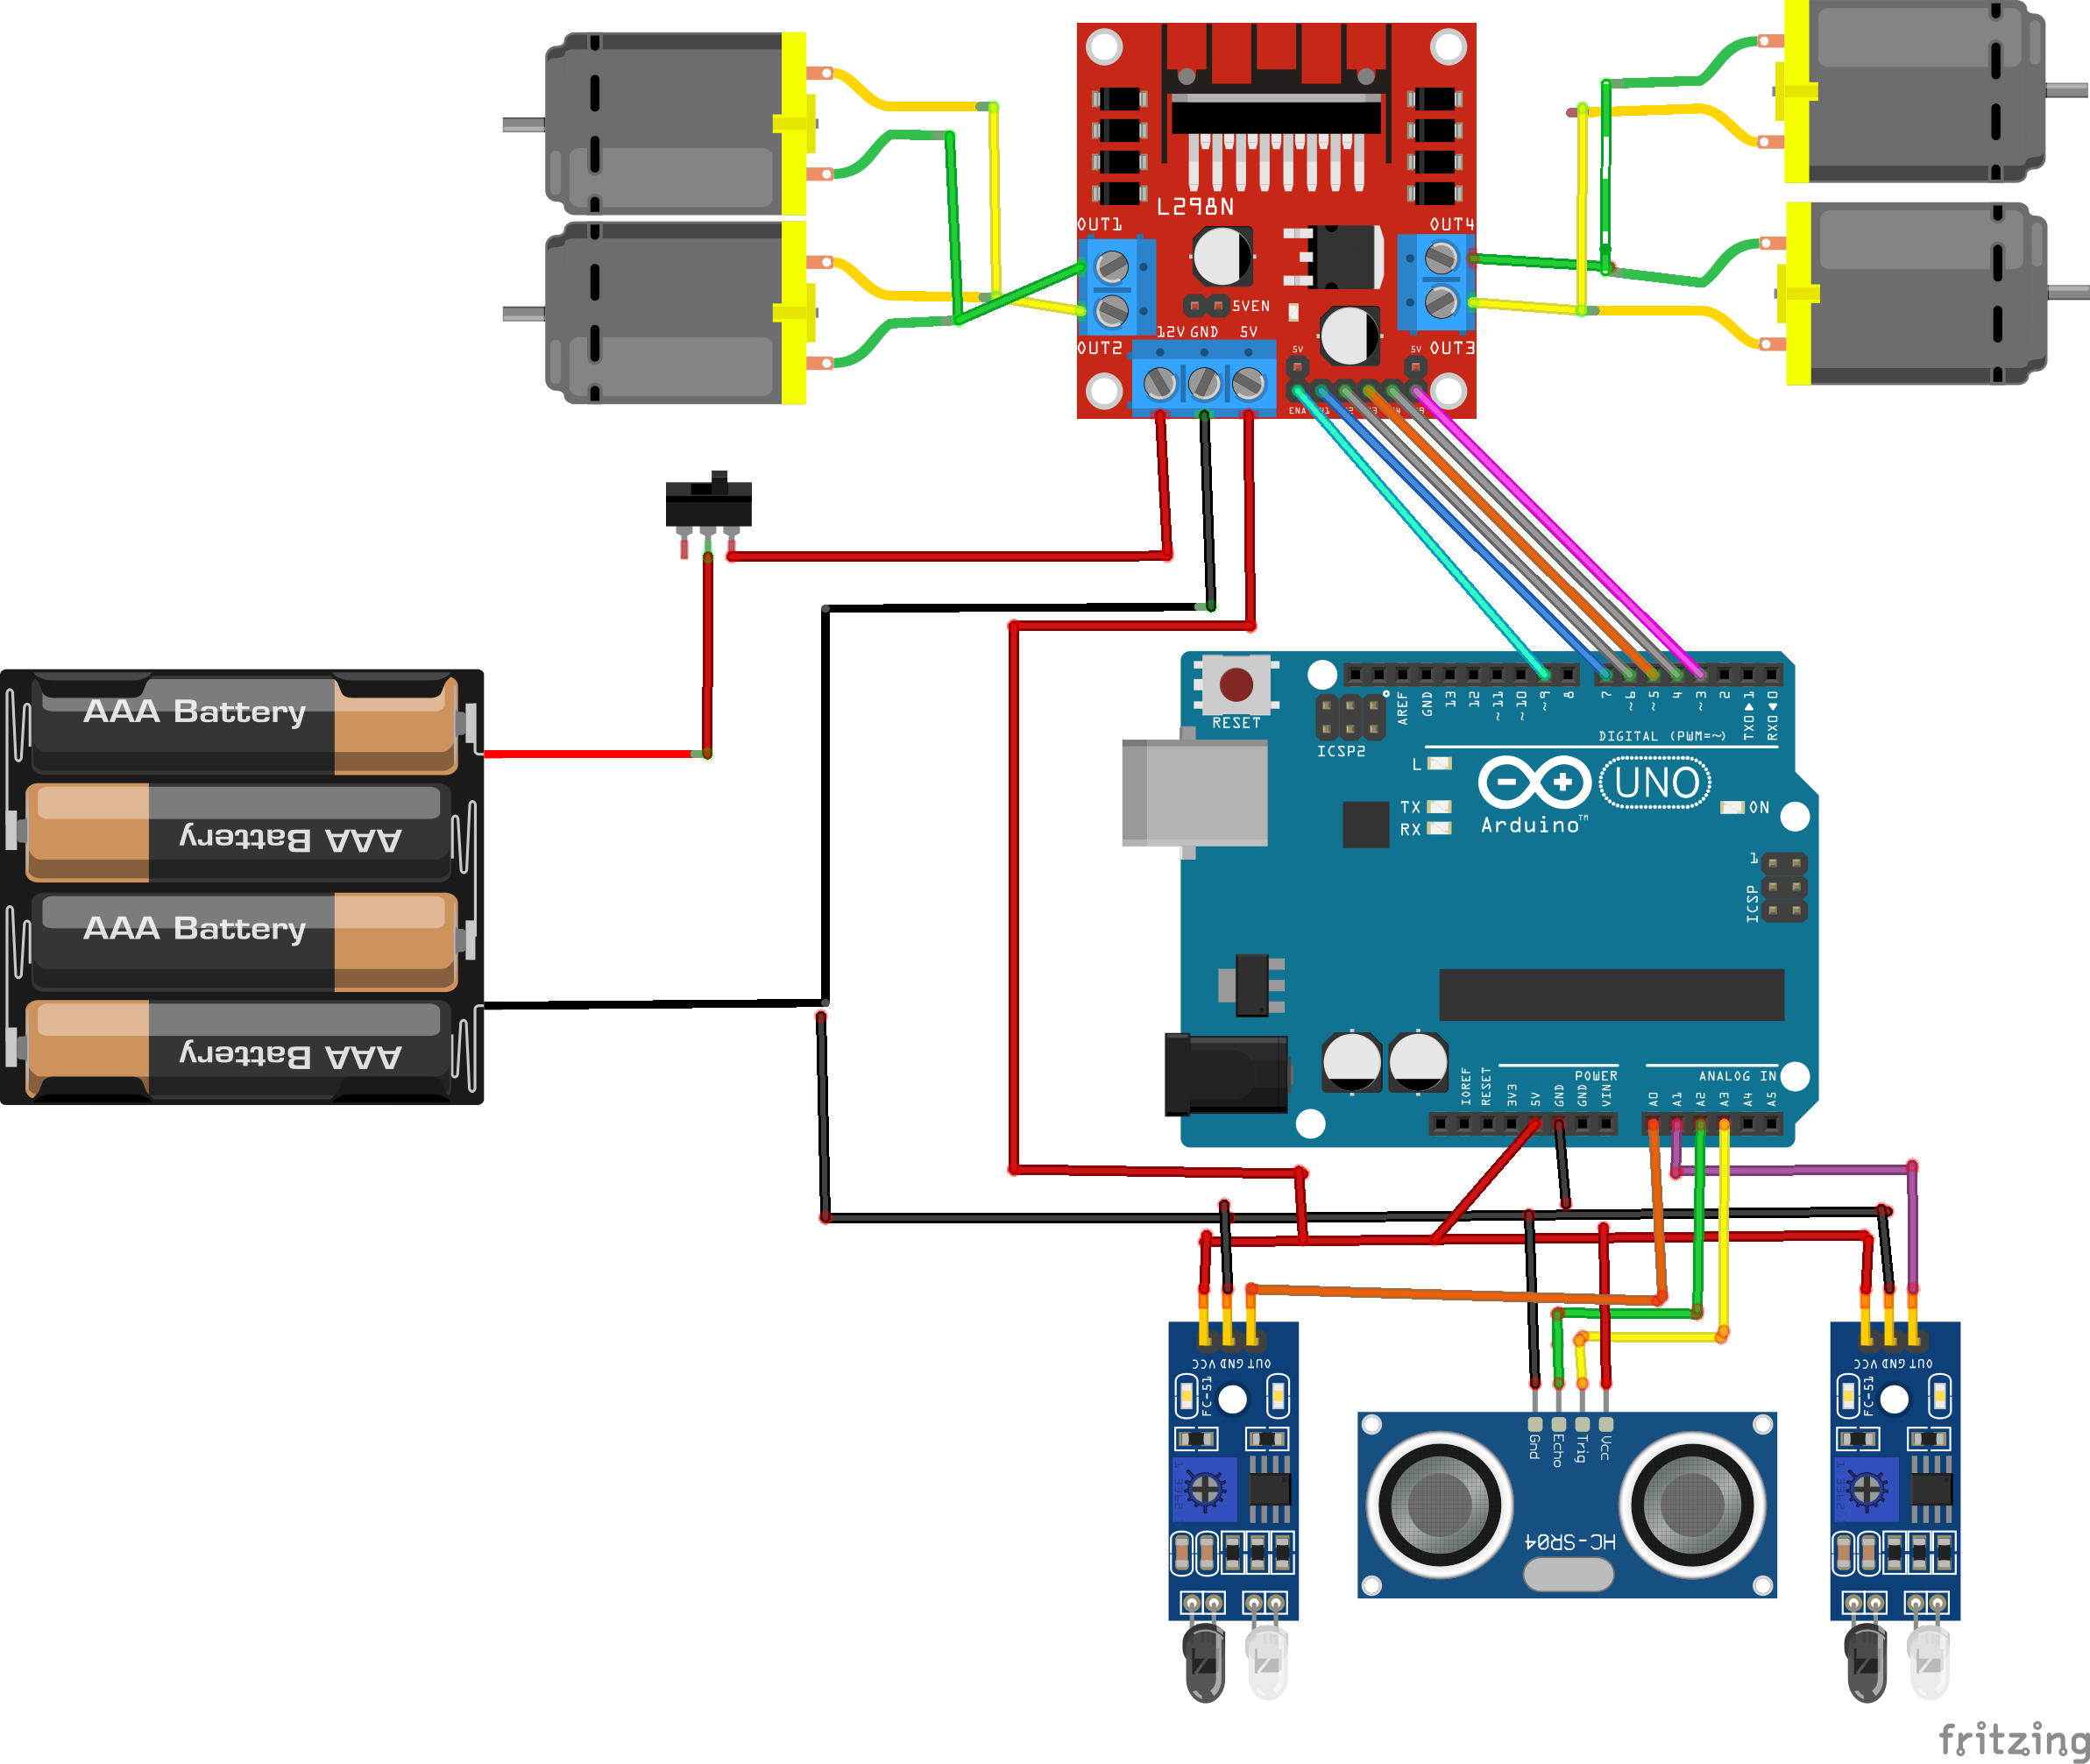 L298N
OUT1
OUT4
5VEN
12V GND 5V
OUT2
5V
5V
OUT3
ENA
AAA Battery
AAA Battery
AAA Battery
AAA Battery
RESET
ICSP2
AREF
GND
13
12
~11
~10
~9
8
7
~6
~5
4
~3
2
TX0▶1
RX0◀0
DIGITAL (PWM=~)
L
TX
RX
UNO
Arduino™
ON
1
ICSP
IOREF
RESET
3V3
5V
GND
GND
VIN
POWER
A0
A1
A2
A3
A4
A5
ANALOG IN
VCC
GND
OUT
FC-51
Gnd
Echo
Trig
Vcc
HC-SR04
VCC
GND
OUT
FC-51
fritzing